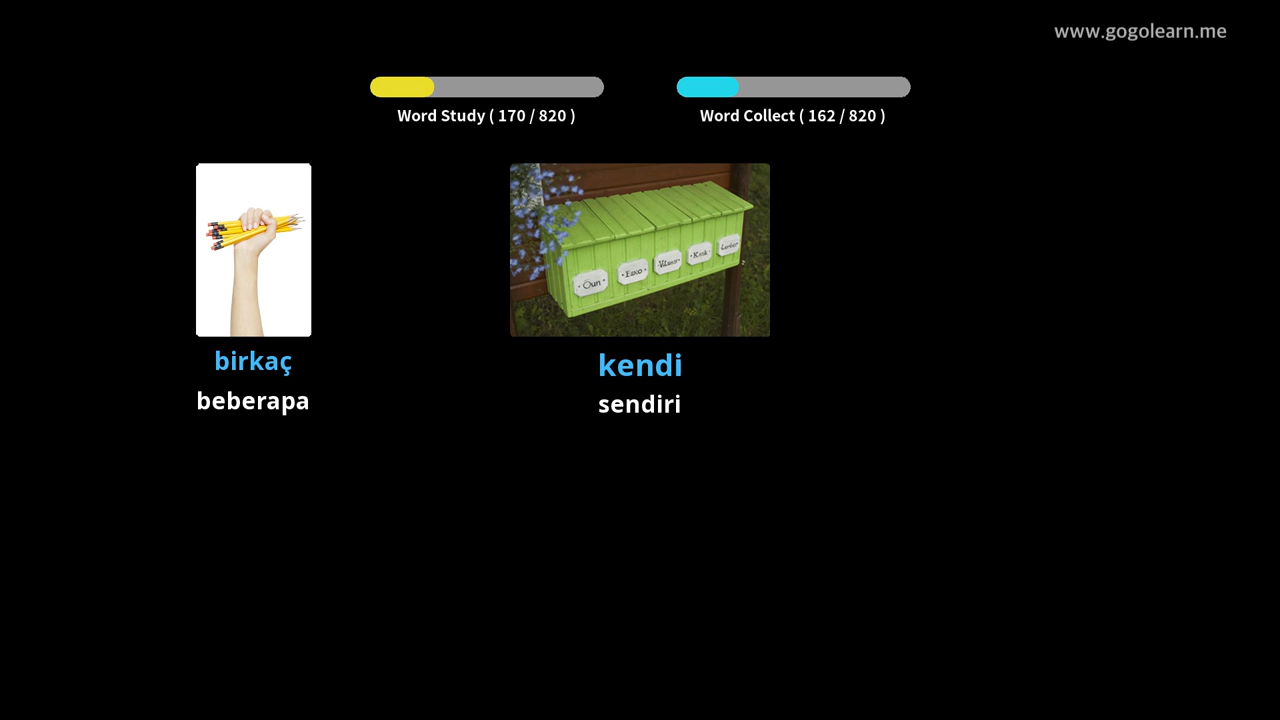 www.gogolearn.me
Word Study ( 170 / 820 )
Word Collect ( 162 / 820 )
birkaç
beberapa
kendi
sendiri